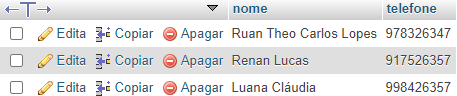 nome telefone
Edita Copiar Apagar Ruan Theo Carlos Lopes 978326347
Edita Copiar Apagar Renan Lucas 917526357
Edita Copiar Apagar Luana Cláudia 998426357